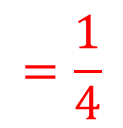 = 1/4